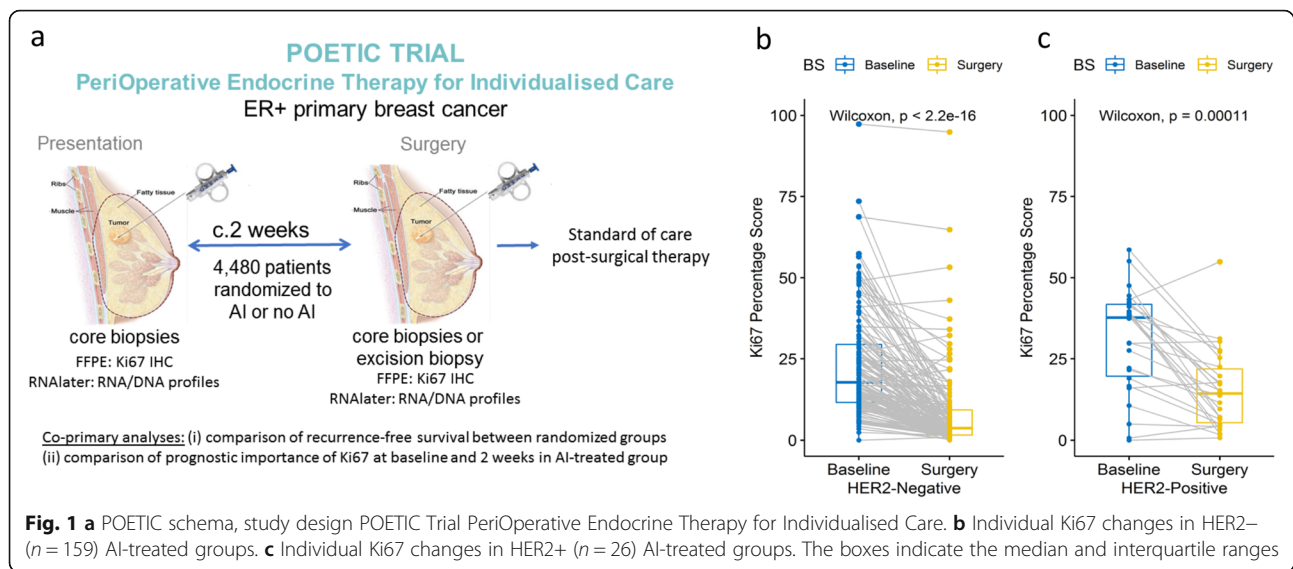 a
POETIC TRIAL
PeriOperative Endocrine Therapy for Individualised Care
ER+ primary breast cancer
Presentation
Surgery
Ribs
Fatty tissue
Muscle
Tumor
Ribs
Fatty tissue
Muscle
Tumor
c.2 weeks
4,480 patients
randomized to
AI or no AI
Standard of care
post-surgical therapy
core biopsies
FFPE: Ki67 IHC
RNAlater: RNA/DNA profiles
core biopsies or
excision biopsy
FFPE: Ki67 IHC
RNAlater: RNA/DNA profiles
Co-primary analyses: (i) comparison of recurrence-free survival between randomized groups
(ii) comparison of prognostic importance of Ki67 at baseline and 2 weeks in AI-treated group
b
BS Baseline Surgery
Wilcoxon, p < 2.2e-16
Ki67 Percentage Score
100
75
50
25
0
Baseline Surgery
HER2-Negative
c
BS Baseline Surgery
Wilcoxon, p = 0.00011
Ki67 Percentage Score
100
75
50
25
0
Baseline Surgery
HER2-Positive
Fig. 1 a POETIC schema, study design POETIC Trial PeriOperative Endocrine Therapy for Individualised Care. b Individual Ki67 changes in HER2−
(n = 159) AI-treated groups. c Individual Ki67 changes in HER2+ (n = 26) AI-treated groups. The boxes indicate the median and interquartile ranges